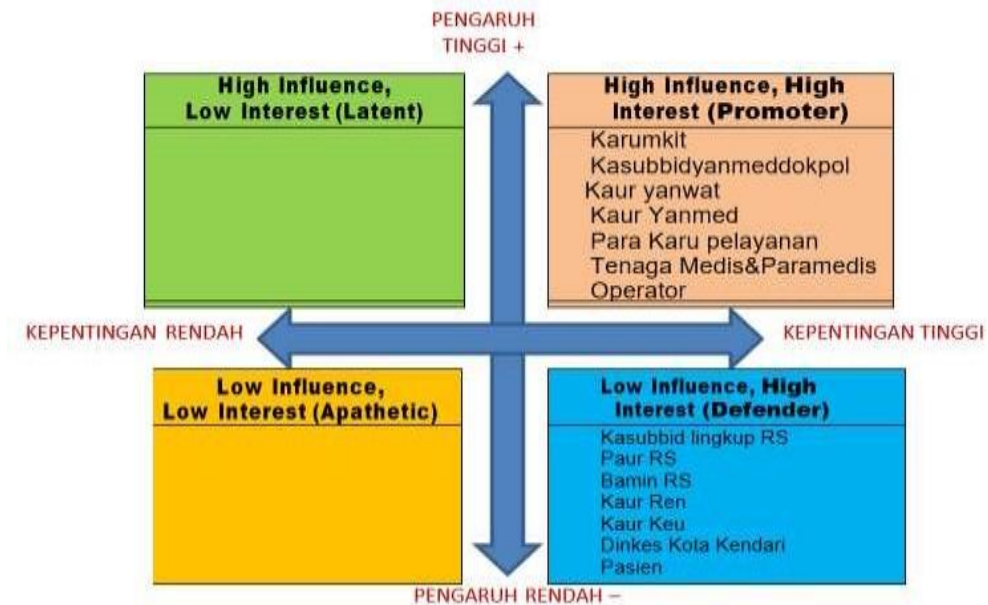 PENGARUH
TINGGI +
High Influence,
Low Interest (Latent)
High Influence, High
Interest (Promoter)
Karumkit
Kasubbidyanmeddokpol
Kaur yanwat
Kaur Yanmed
Para Karu pelayanan
Tenaga Medis&Paramedis
Operator
KEPENTINGAN RENDAH
KEPENTINGAN TINGGI
Low Influence,
Low Interest (Apathetic)
Low Influence, High
Interest (Defender)
Kasubbid lingkup RS
Paur RS
Bamin RS
Kaur Ren
Kaur Keu
Dinkes Kota Kendari
Pasien
PENGARUH RENDAH –